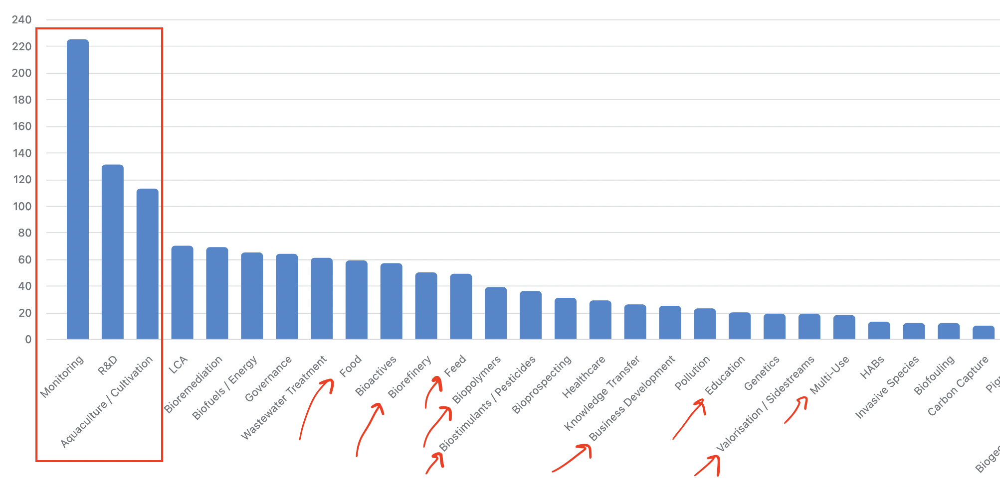 240
220
200
180
160
140
120
100
80
60
40
20
0
Monitoring
R&D
Aquaculture / Cultivation
LCA
Bioremediation
Biofuels / Energy
Governance
Wastewater Treatment
Food
Bioactives
Biorefinery
Feed
Biopolymers
Biostimulants / Pesticides
Bioprospecting
Healthcare
Knowledge Transfer
Business Development
Pollution
Education
Genetics
Valorisation / Sidestreams
Multi-Use
HABs
Invasive Species
Biofouling
Carbon Capture